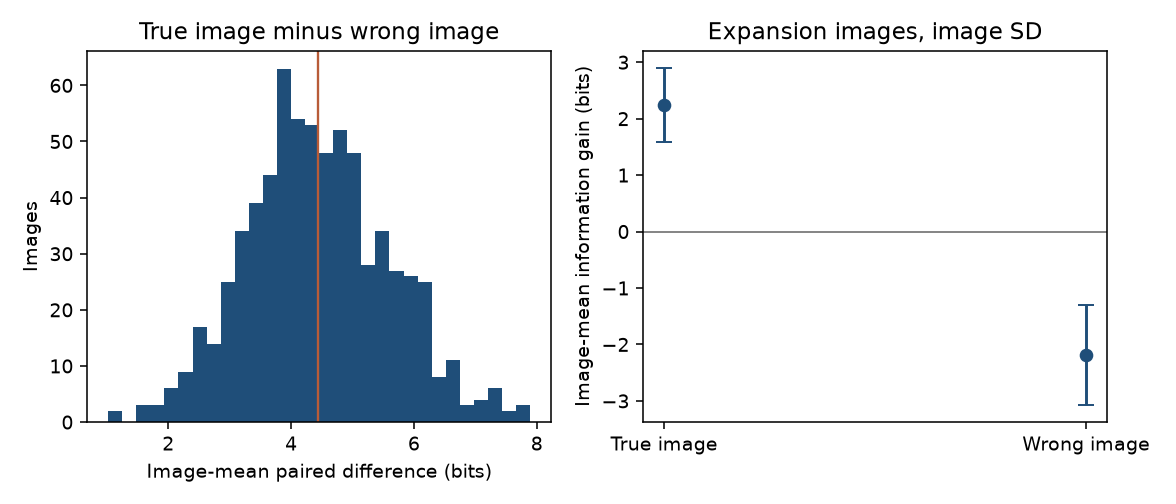 True image minus wrong image
Images
60
50
40
30
20
10
0
2 4 6 8
Image-mean paired difference (bits)
Expansion images, image SD
Image-mean information gain (bits)
3
2
1
0
−1
−2
−3
True image Wrong image